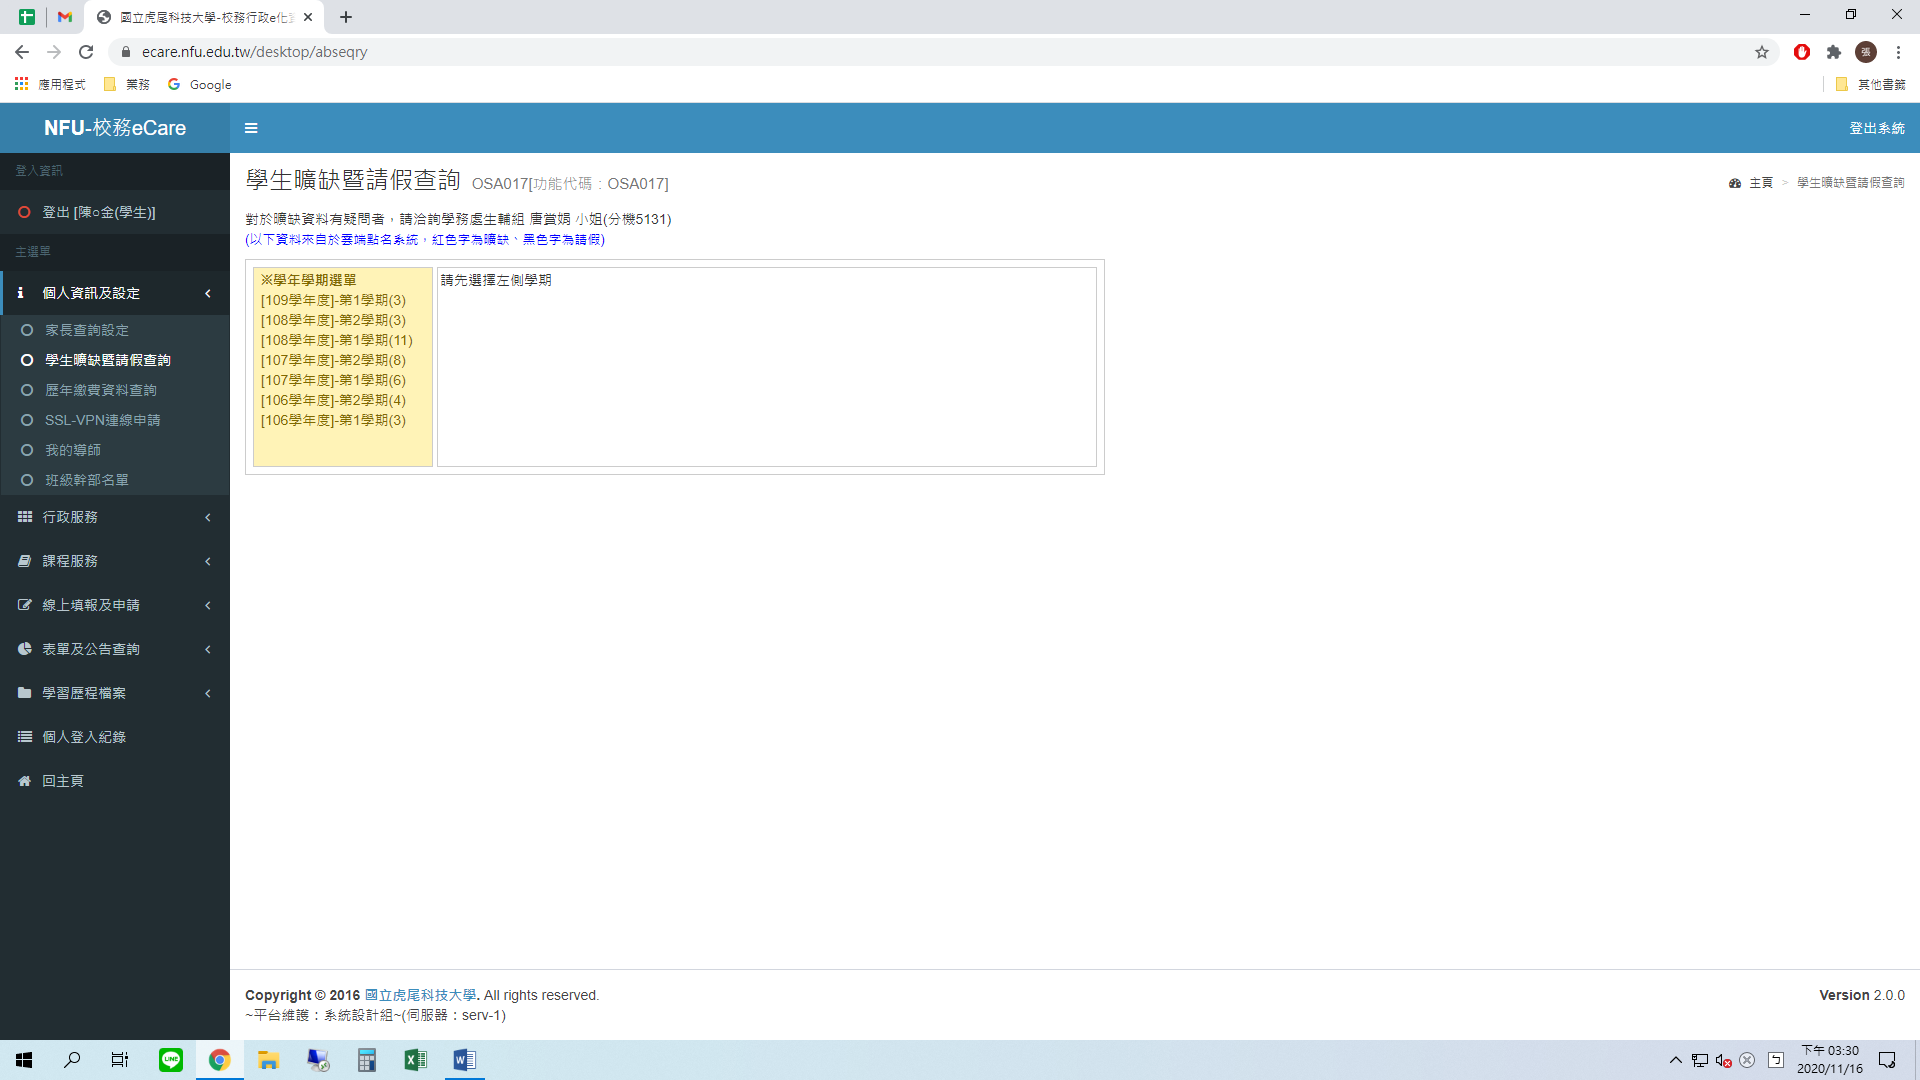 國立虎尾科技大學-校務行政e化
ecare.nfu.edu.tw/desktop/abseqry
應用程式
業務
Google
其他書籤
NFU-校務eCare
登出系統
登入資訊
登出 [陳○金(學生)]
主選單
個人資訊及設定
家長查詢設定
學生曠缺暨請假查詢
歷年繳費資料查詢
SSL-VPN連線申請
我的導師
班級幹部名單
行政服務
課程服務
線上填報及申請
表單及公告查詢
學習歷程檔案
個人登入紀錄
回主頁
學生曠缺暨請假查詢 OSA017[功能代碼：OSA017]
主頁 > 學生曠缺暨請假查詢
對於曠缺資料有疑問者，請洽詢學務處生輔組 唐當娟 小姐(分機5131)
(以下資料來自於雲端點名系統，紅色字為曠缺、黑色字為請假)
※學年學期選單
[109學年度]-第1學期(3)
[108學年度]-第2學期(3)
[108學年度]-第1學期(11)
[107學年度]-第2學期(8)
[107學年度]-第1學期(6)
[106學年度]-第2學期(4)
[106學年度]-第1學期(3)
請先選擇左側學期
Copyright © 2016 國立虎尾科技大學. All rights reserved.
~平台維護：系統設計組~(伺服器：serv-1)
Version 2.0.0
下午 03:30
2020/11/16